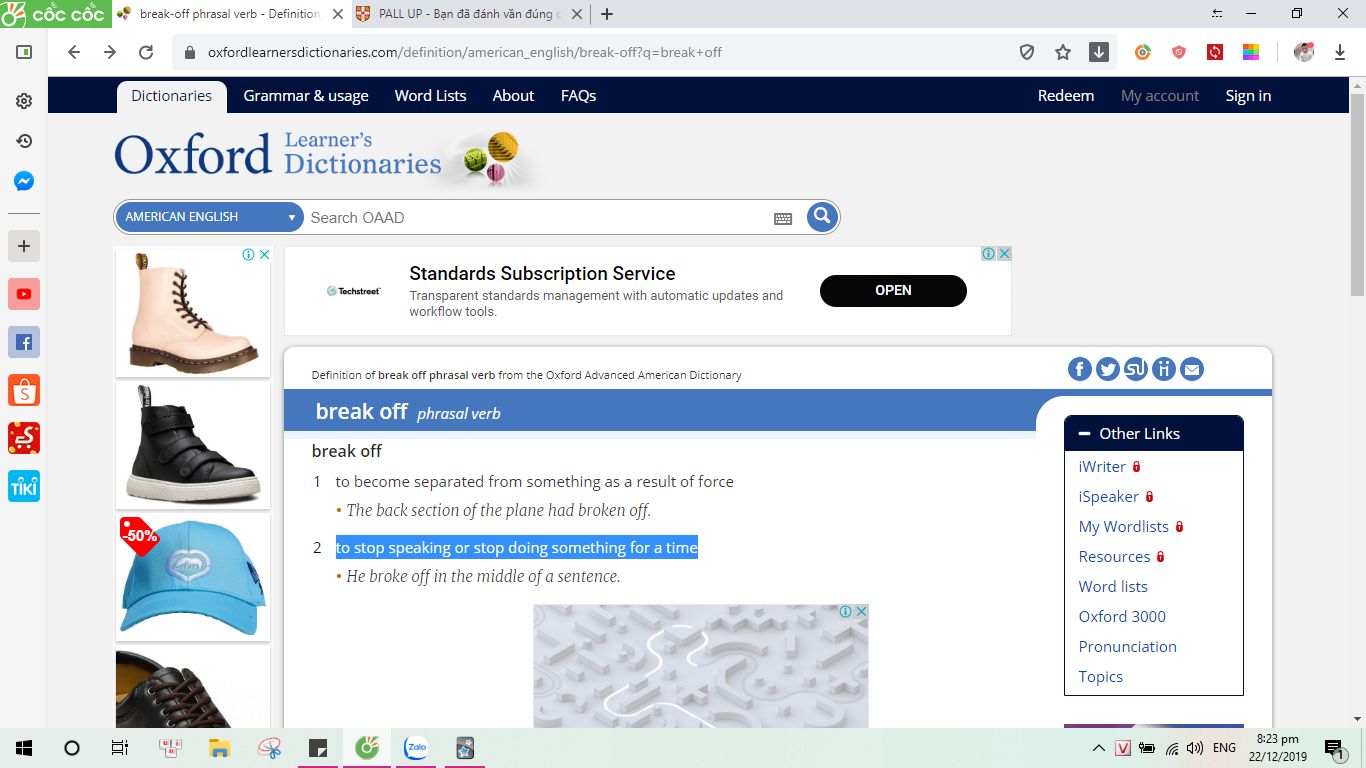 CỐC CỐC
break-off phrasal verb - Definition,
PALL UP - Bạn đã đánh vần đúng c
oxfordlearnersdictionaries.com/definition/american_english/break-off?q=break+off
Dictionaries
Grammar & usage
Word Lists
About
FAQs
Redeem
My account
Sign in
Oxford Learner's Dictionaries
AMERICAN ENGLISH
Search OAAD
Techstreet
Standards Subscription Service
Transparent standards management with automatic updates and
workflow tools.
OPEN
Definition of break off phrasal verb from the Oxford Advanced American Dictionary
break off phrasal verb
break off
1 to become separated from something as a result of force
• The back section of the plane had broken off.
2 to stop speaking or stop doing something for a time
• He broke off in the middle of a sentence.
-50%
Other Links
iWriter
iSpeaker
My Wordlists
Resources
Word lists
Oxford 3000
Pronunciation
Topics
TIKI
Zalo
V
ENG
8:23 pm
22/12/2019
1